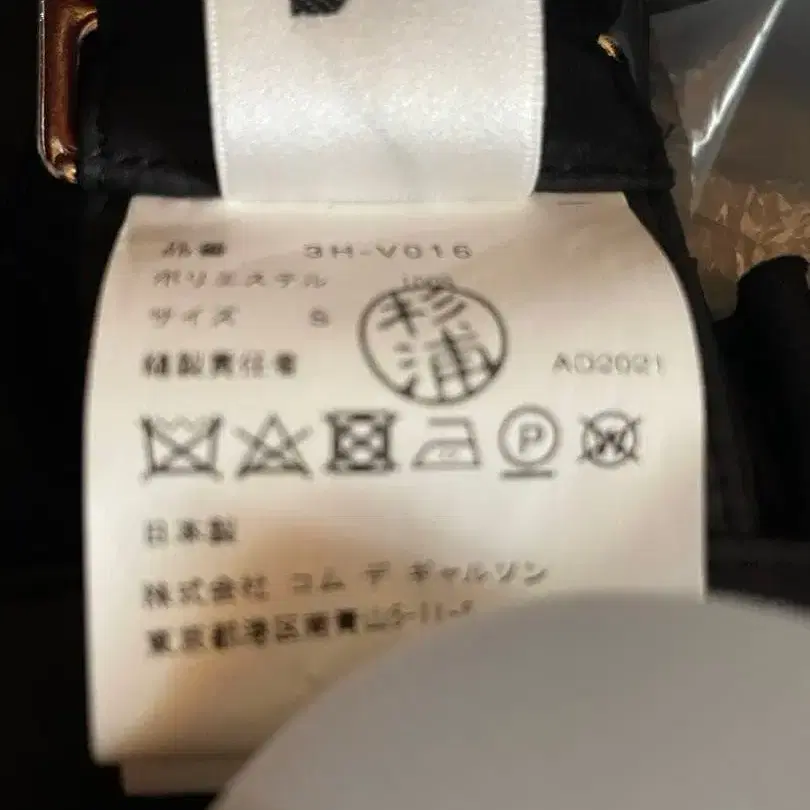 品番 3H-V016
ポリエステル 100%
サイズ S
縫製責任者 杉浦 AD2021
P W
日本製
株式会社 コム デ ギャルソン
東京都港区南青山5-11-5